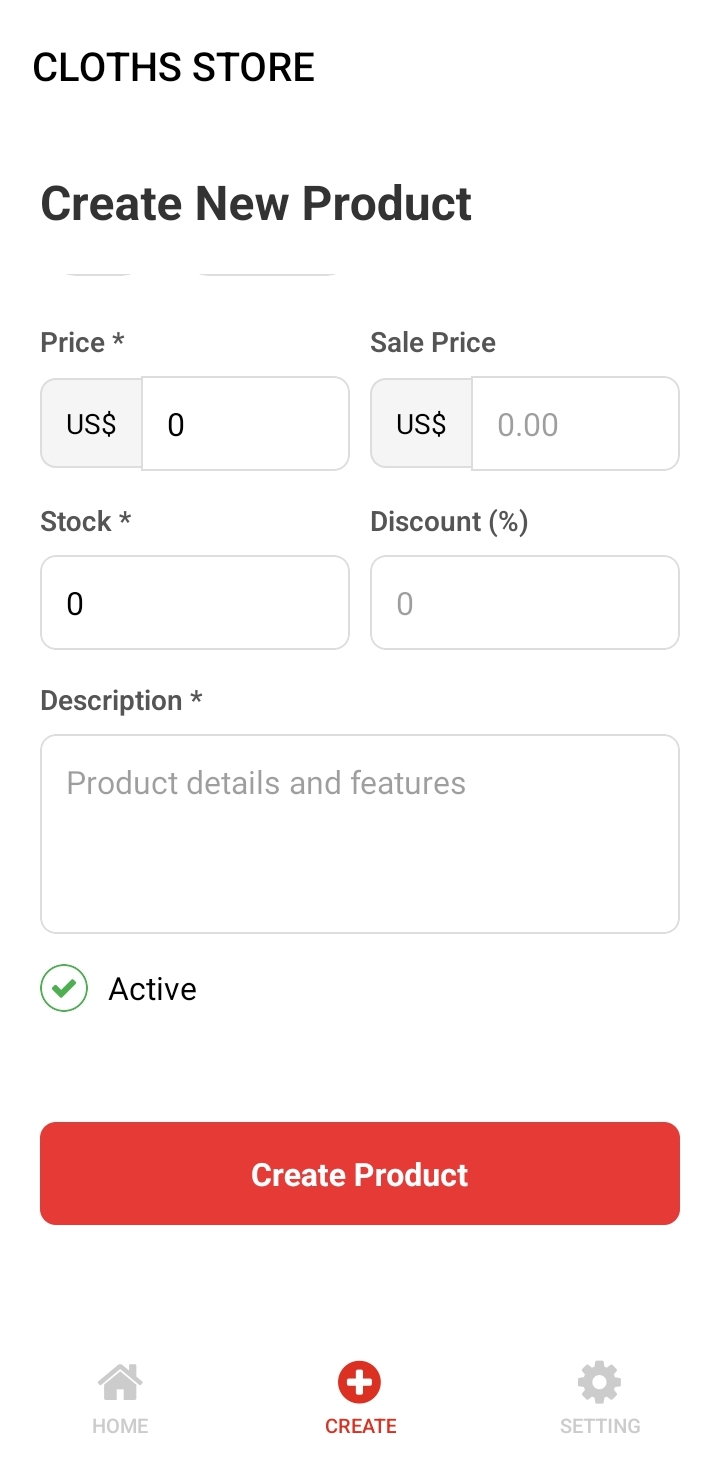 CLOTHS STORE
Create New Product
Price * Sale Price
US$ 0 US$ 0.00
Stock * Discount (%)
0 0
Description *
Product details and features
Active
Create Product
HOME CREATE SETTING